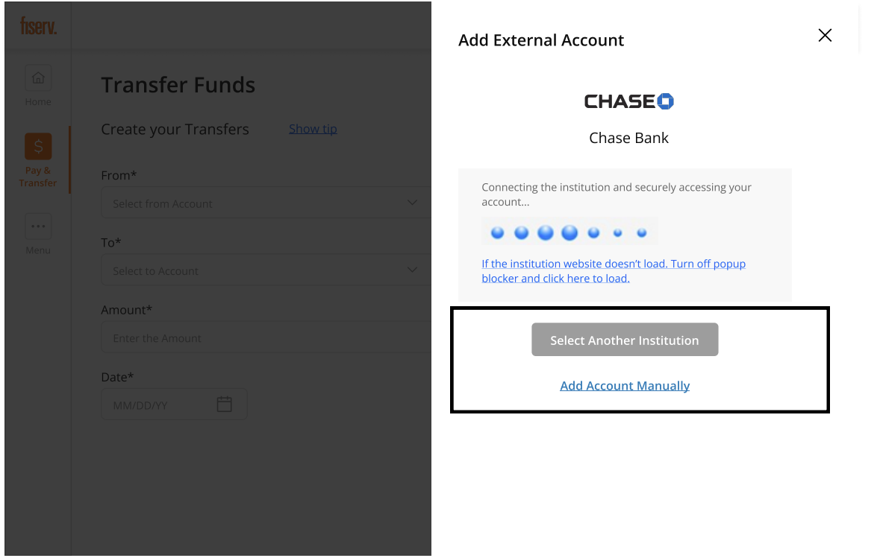 fiserv.
Home
Pay &
Transfer
Menu
Transfer Funds
Create your Transfers Show tip
From*
Select from Account
To*
Select to Account
Amount*
Enter the Amount
Date*
MM/DD/YY
Add External Account
CHASE
Chase Bank
Connecting the institution and securely accessing your
account...
If the institution website doesn't load. Turn off popup
blocker and click here to load.
Select Another Institution
Add Account Manually